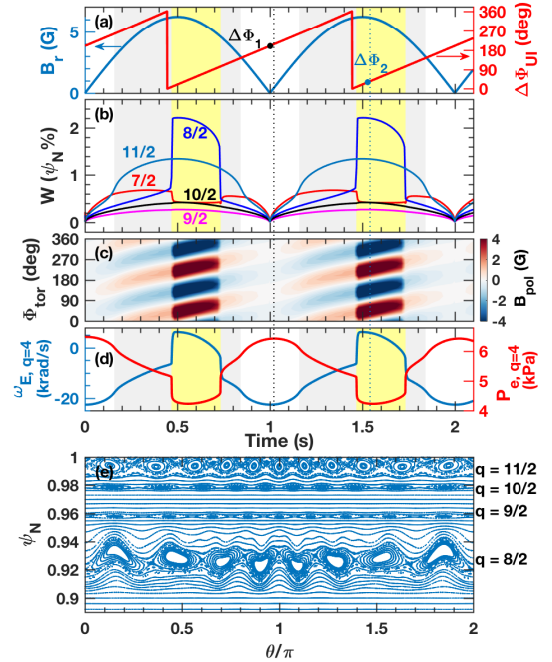 (a)
B_r (G)
5
0
ΔΦ_1
ΔΦ_2
360
270
180
90
0
ΔΦ_UI
(b)
W (ψ_N%)
2
1
0
11/2
8/2
7/2
10/2
9/2
(c)
Φ_tor (deg)
360
270
180
90
0
4
2
0
-2
-4
B_pol (G)
(d)
ω_E, q=4
(krad/s)
0
-20
6
5
4
P_e, q=4
(kPa)
0 0.5 1 1.5 2
Time (s)
(e)
ψ_N
1
0.98
0.96
0.94
0.92
0.9
q = 11/2
q = 10/2
q = 9/2
q = 8/2
0 0.5 1 1.5 2
θ/π